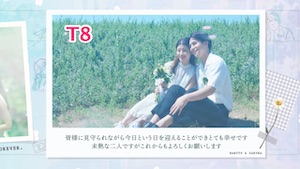 T8
皆様に見守られながら今日という日を迎えることができとても幸せです
未熟な二人ですがこれからもよろしくお願いします
FOREVER.